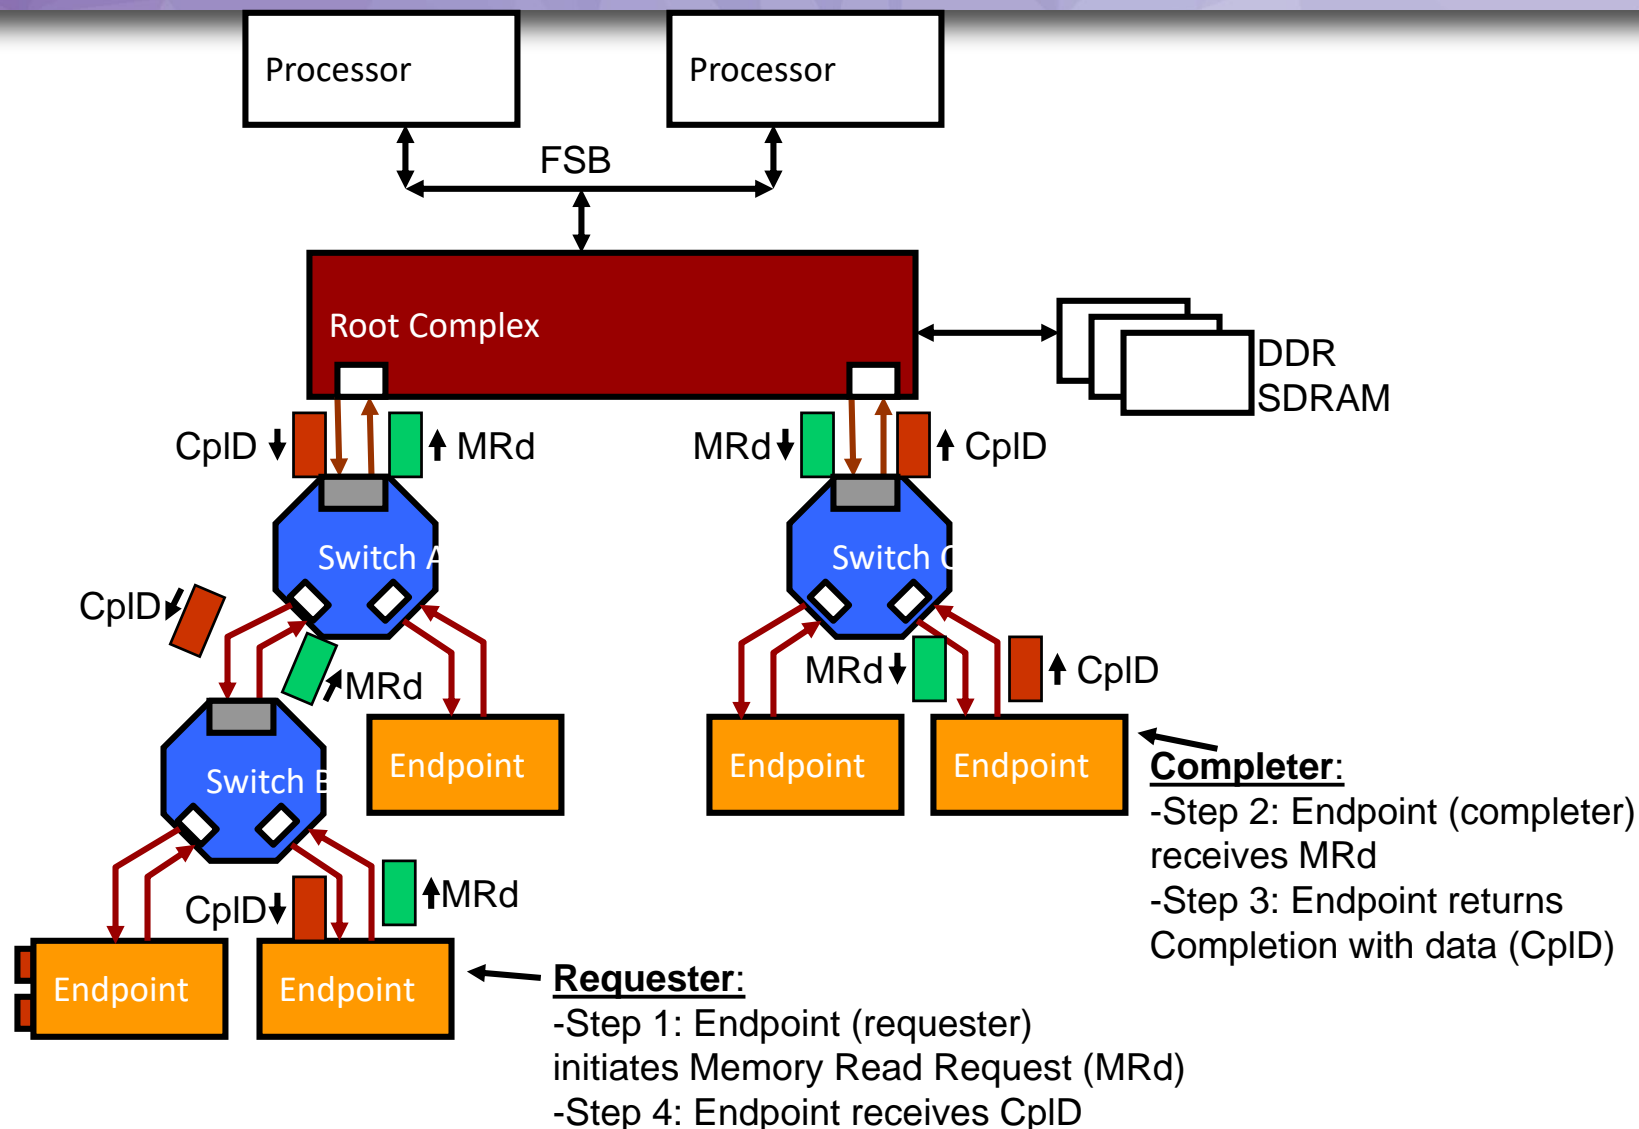 Processor
Processor
FSB
Root Complex
DDR
SDRAM
CplD
MRd
MRd
CplD
Switch A
Switch C
CplD
MRd
MRd
CplD
Endpoint
Endpoint
Endpoint
Switch B
Completer:
-Step 2: Endpoint (completer)
receives MRd
-Step 3: Endpoint returns
Completion with data (CplD)
CplD
MRd
Endpoint
Endpoint
Requester:
-Step 1: Endpoint (requester)
initiates Memory Read Request (MRd)
-Step 4: Endpoint receives CplD